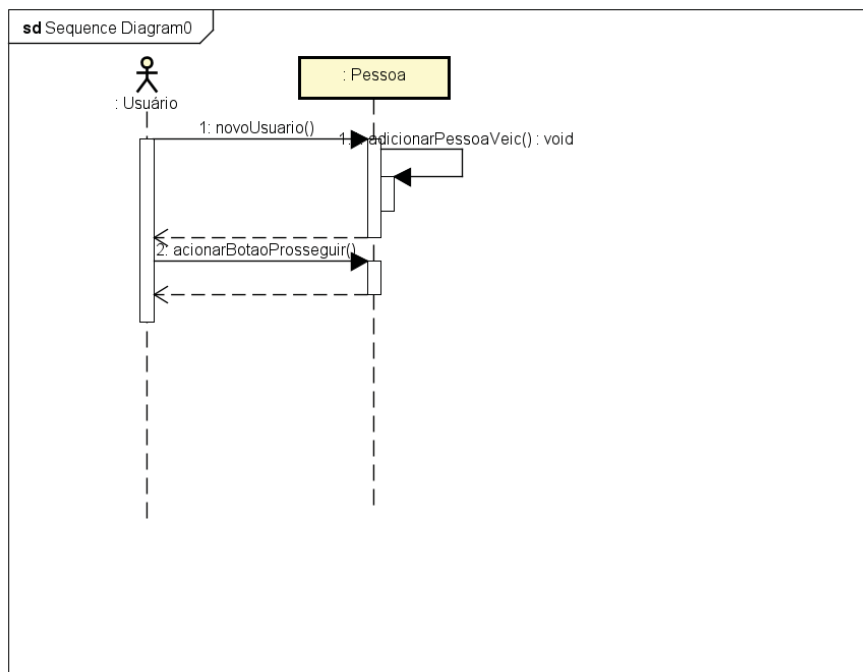 sd Sequence Diagram0
: Usuário
: Pessoa
1: novoUsuario()
adicionarPessoaVeic() : void
2: acionarBotaoProsseguir()